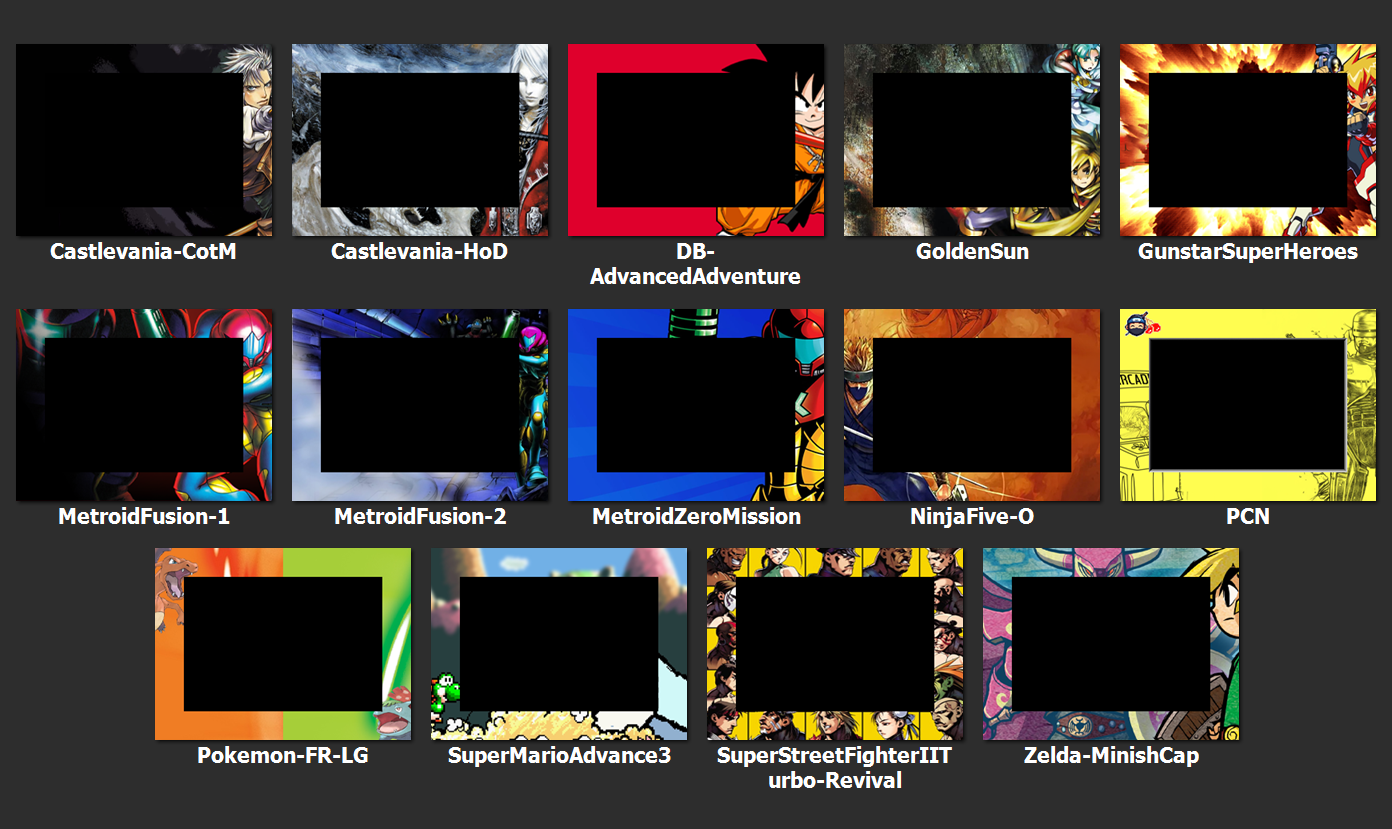 Castlevania-CotM
Castlevania-HoD
DB-
AdvancedAdventure
GoldenSun
GunstarSuperHeroes
MetroidFusion-1
MetroidFusion-2
MetroidZeroMission
NinjaFive-O
RCAD
PCN
Pokemon-FR-LG
SuperMarioAdvance3
SuperStreetFighterIIT
urbo-Revival
Zelda-MinishCap